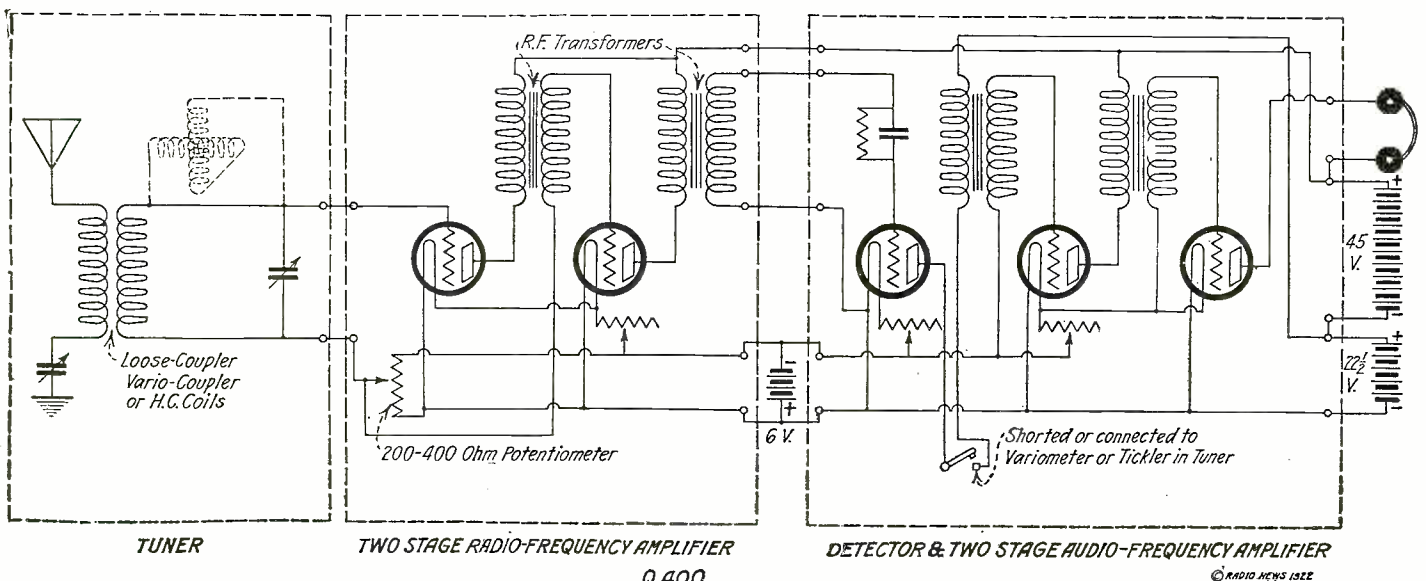 R.F. Transformers
Loose-Coupler
Vario-Coupler
or H.C. Coils
200-400 Ohm Potentiometer
-
+
6 V.
Shorted or connected to
Variometer or Tickler in Tuner
+
45
V.
-
+
22½
V.
-
TUNER
TWO STAGE RADIO-FREQUENCY AMPLIFIER
DETECTOR & TWO STAGE AUDIO-FREQUENCY AMPLIFIER
Q.400
© RADIO NEWS 1922